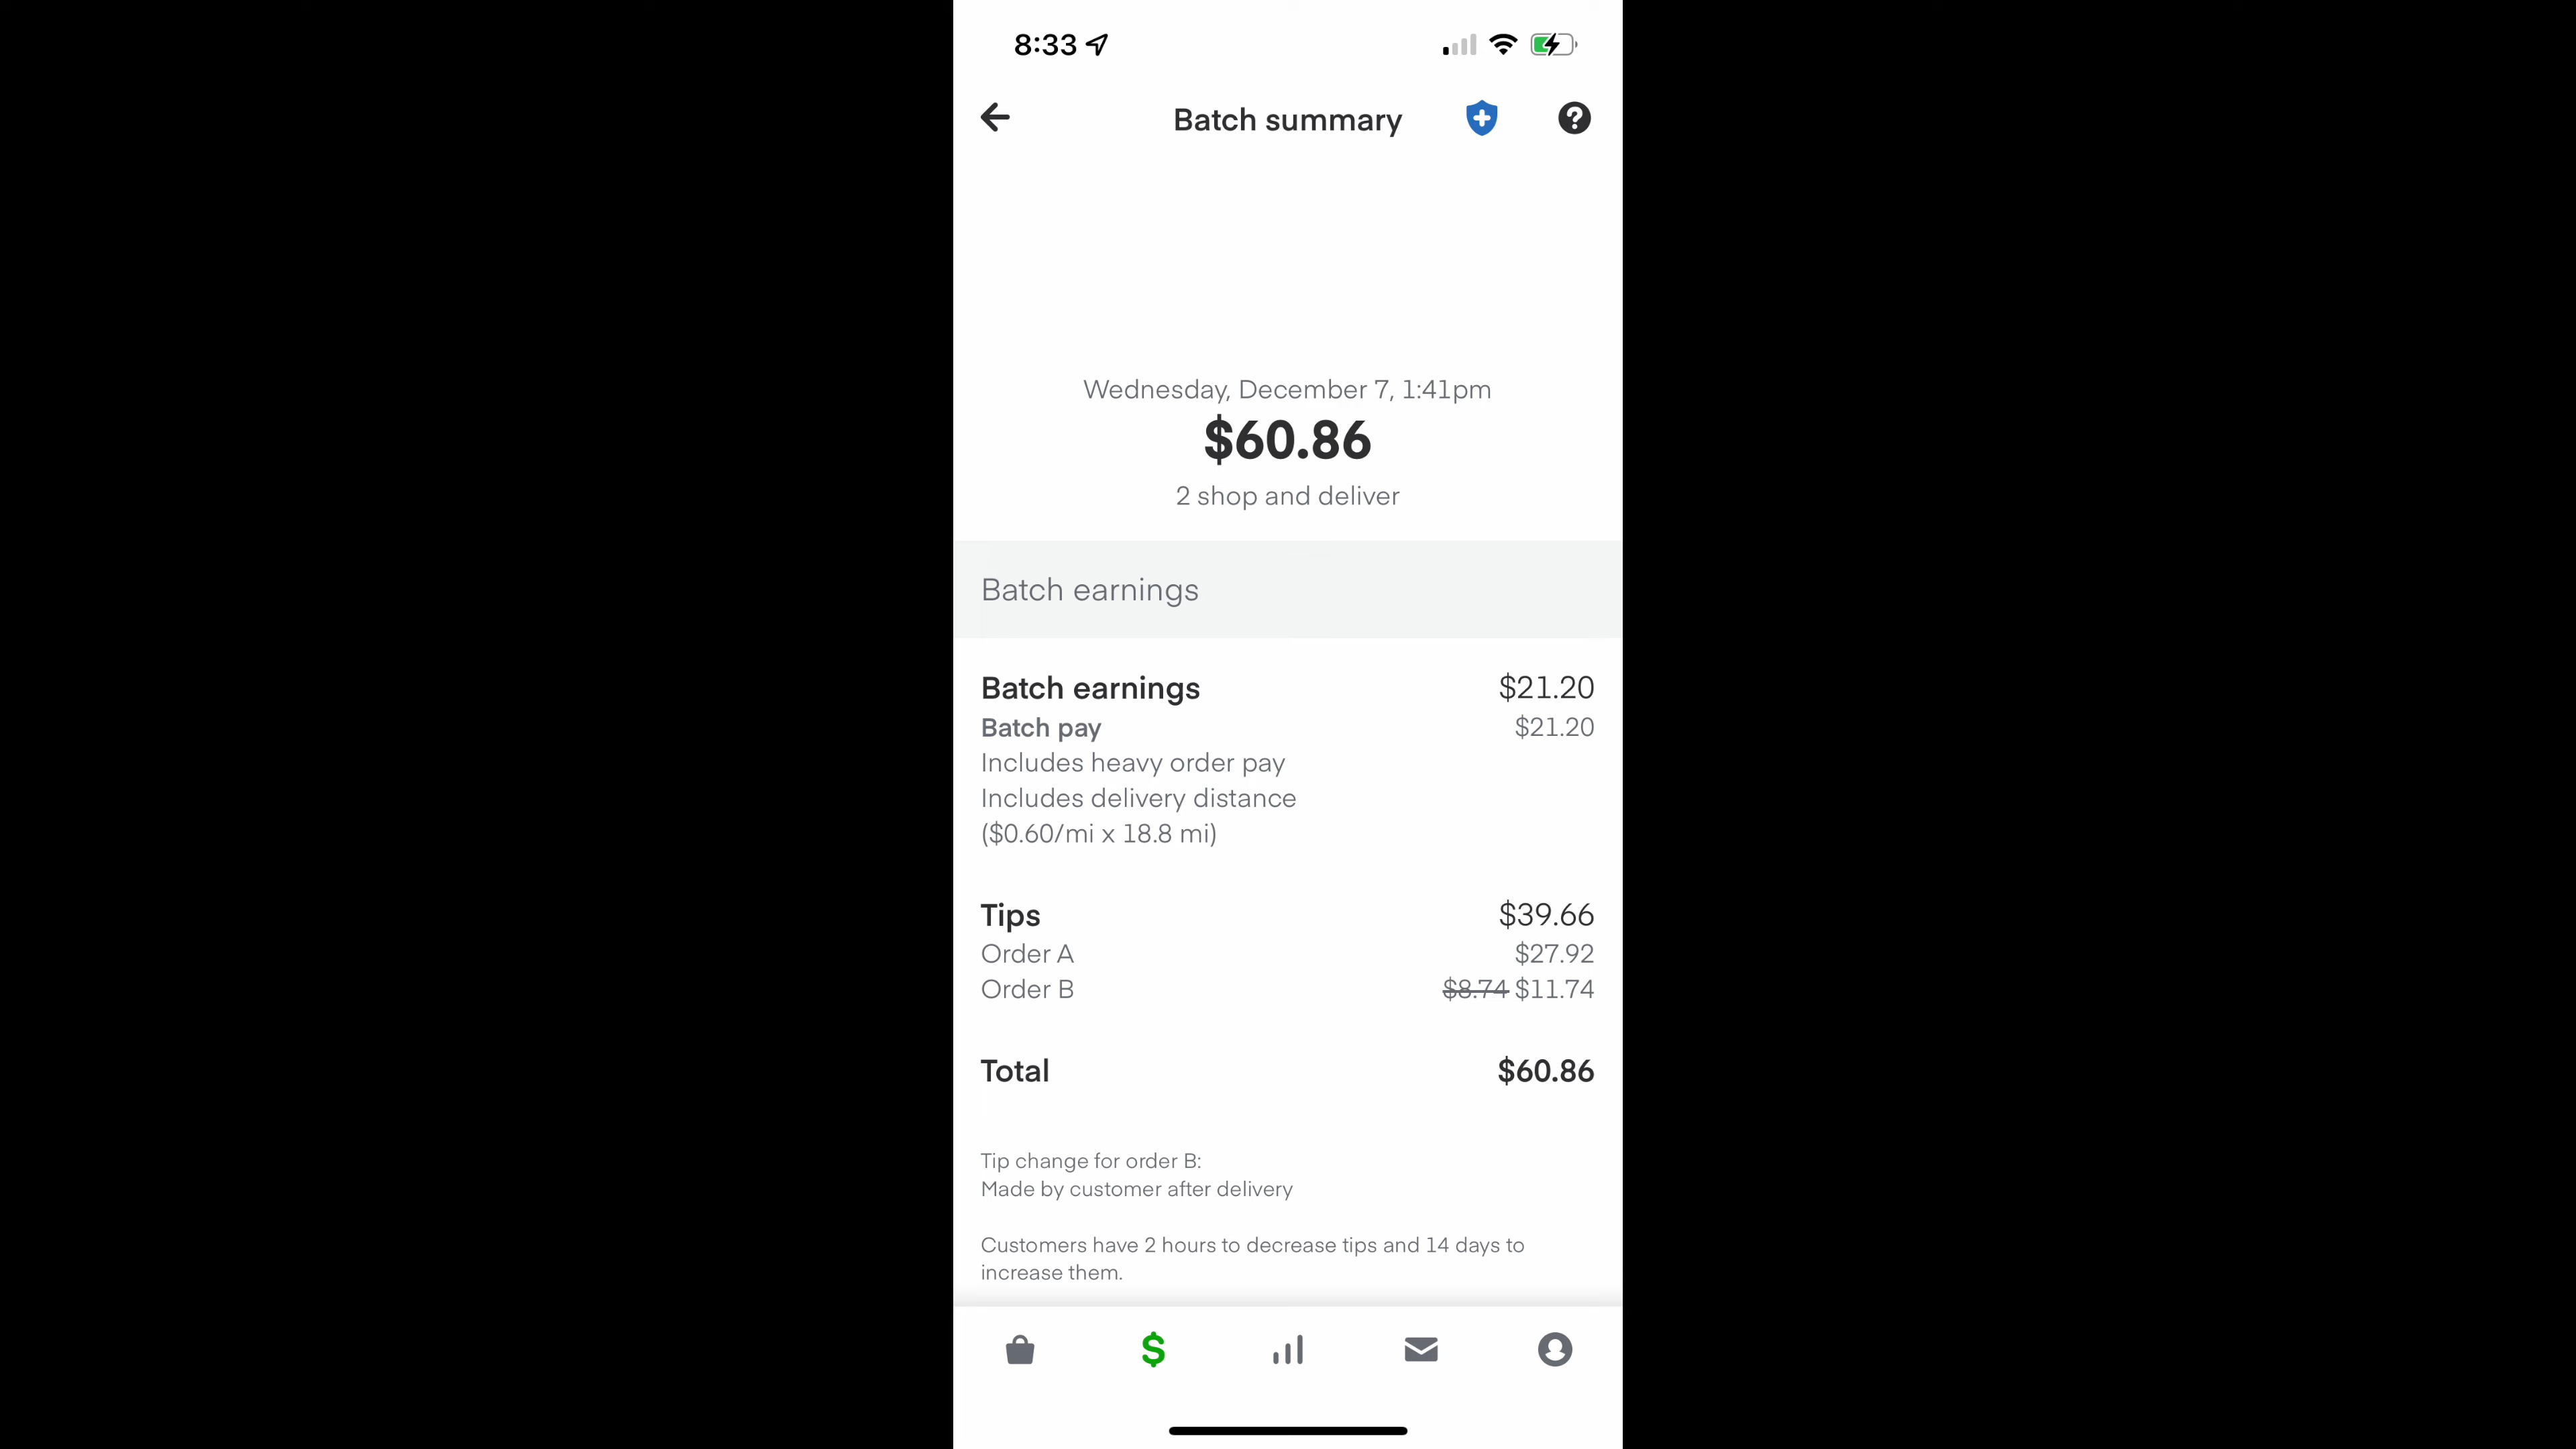 8:33
Batch summary
Wednesday, December 7, 1:41pm
$60.86
2 shop and deliver
Batch earnings
Batch earnings $21.20
Batch pay $21.20
Includes heavy order pay
Includes delivery distance
($0.60/mi x 18.8 mi)
Tips $39.66
Order A $27.92
Order B $8.74 $11.74
Total $60.86
Tip change for order B:
Made by customer after delivery
Customers have 2 hours to decrease tips and 14 days to
increase them.